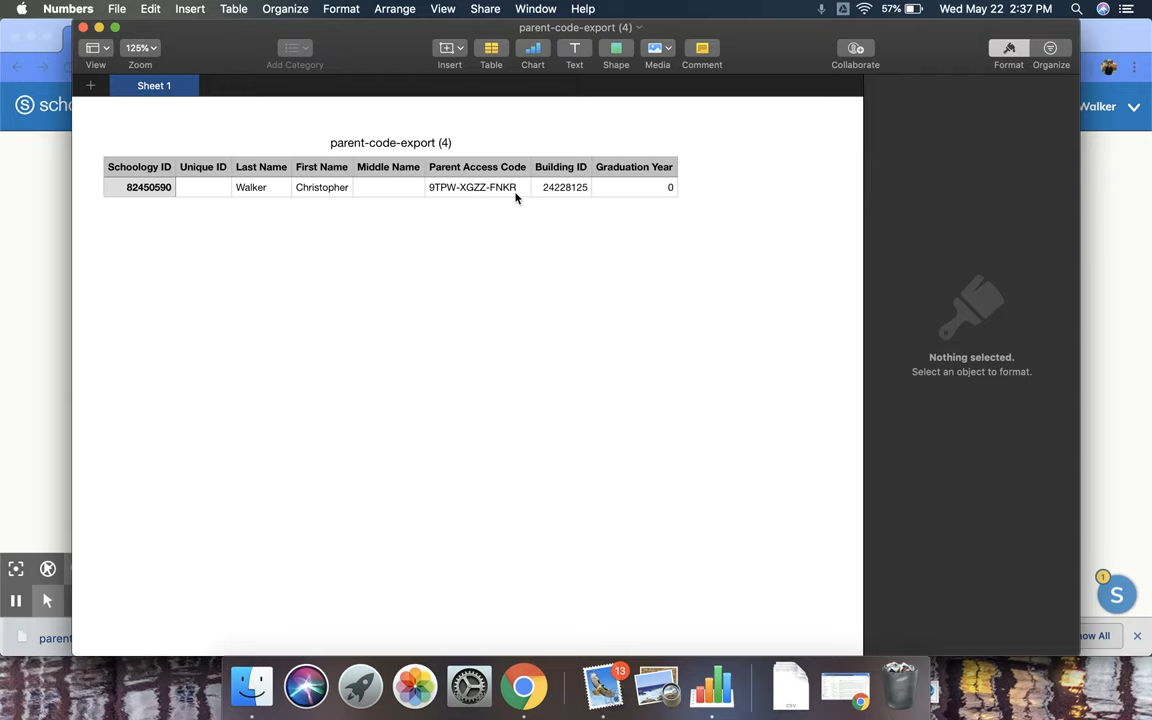 Numbers File Edit Insert Table Organize Format Arrange View Share Window Help 57% Wed May 22 2:37 PM
parent-code-export (4)
125%
View Zoom Add Category Insert Table Chart Text Shape Media Comment Collaborate Format Organize
Sheet 1
S scho
Walker
parent-code-export (4)
Schoology ID Unique ID Last Name First Name Middle Name Parent Access Code Building ID Graduation Year
82450590 Walker Christopher 9TPW-XGZZ-FNKR 24228125 0
Nothing selected.
Select an object to format.
1
S
parent
ow All
13
CSV